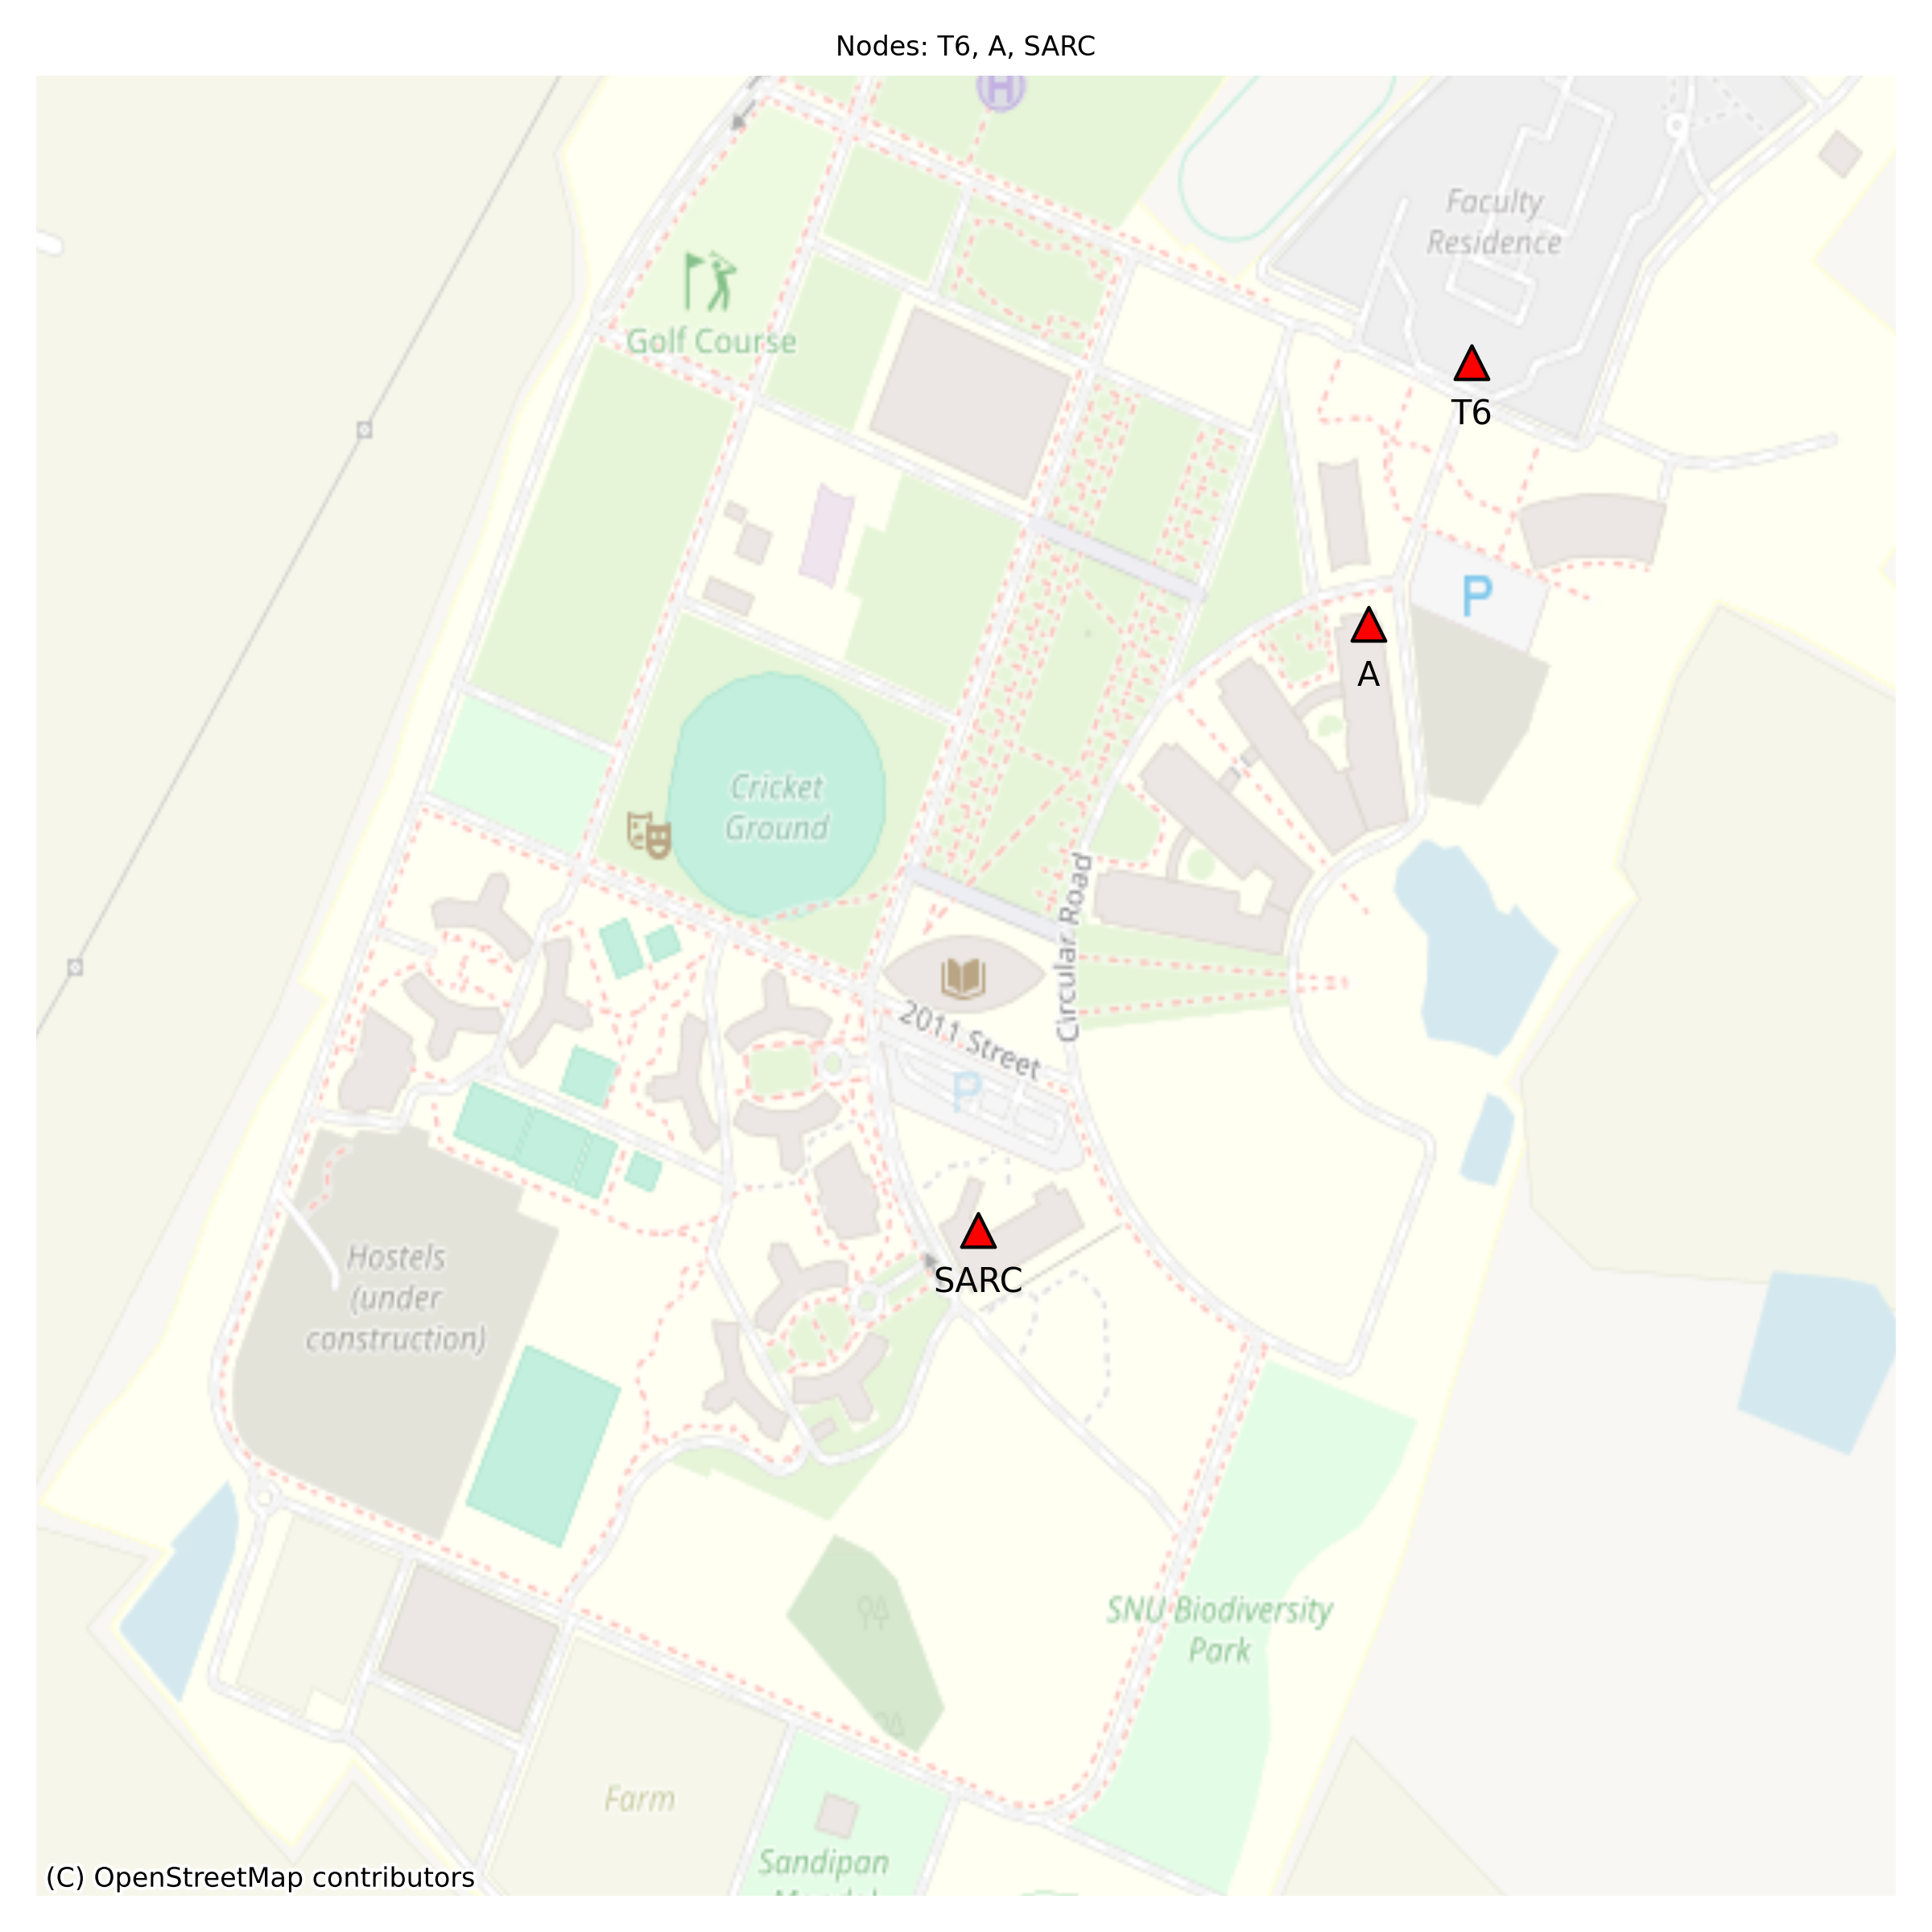 Nodes: T6, A, SARC
H
Faculty
Residence
Golf Course
T6
P
A
Cricket
Ground
Circular Road
2011 Street
P
SARC
Hostels
(under
construction)
SNU Biodiversity
Park
Farm
Sandipan
(C) OpenStreetMap contributors